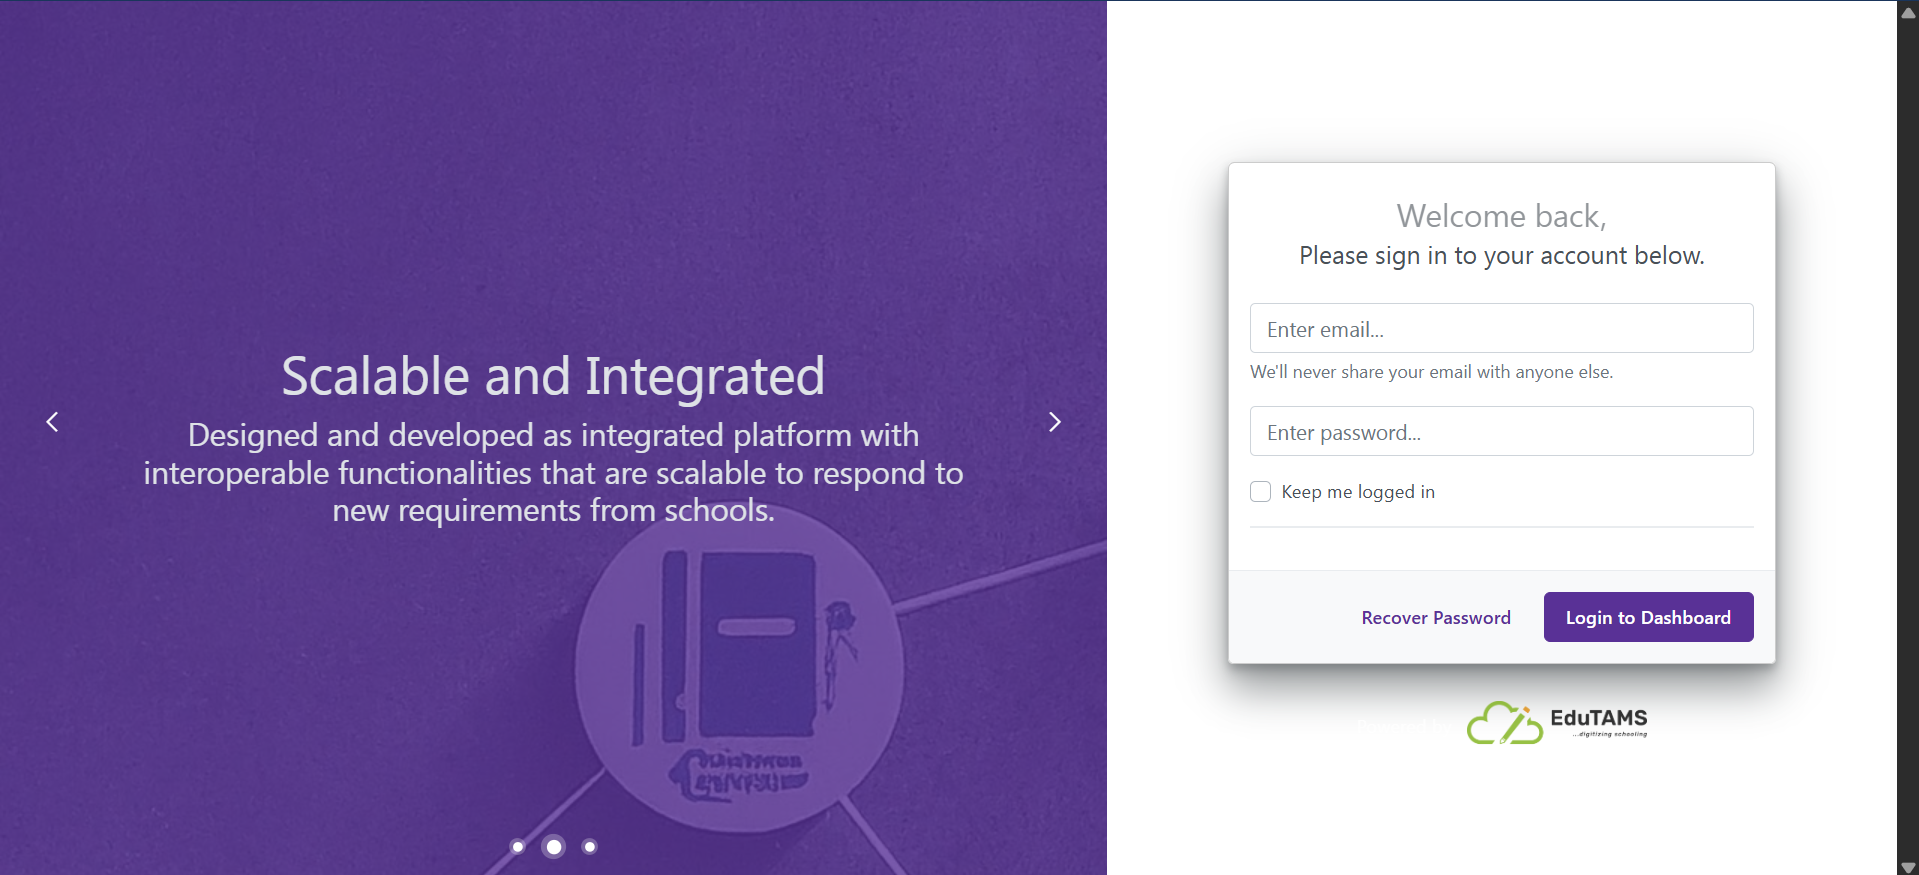 Scalable and Integrated
Designed and developed as integrated platform with
interoperable functionalities that are scalable to respond to
new requirements from schools.
Welcome back,
Please sign in to your account below.
Enter email...
We'll never share your email with anyone else.
Enter password...
Keep me logged in
Recover Password
Login to Dashboard
EduTAMS
...digitizing schooling